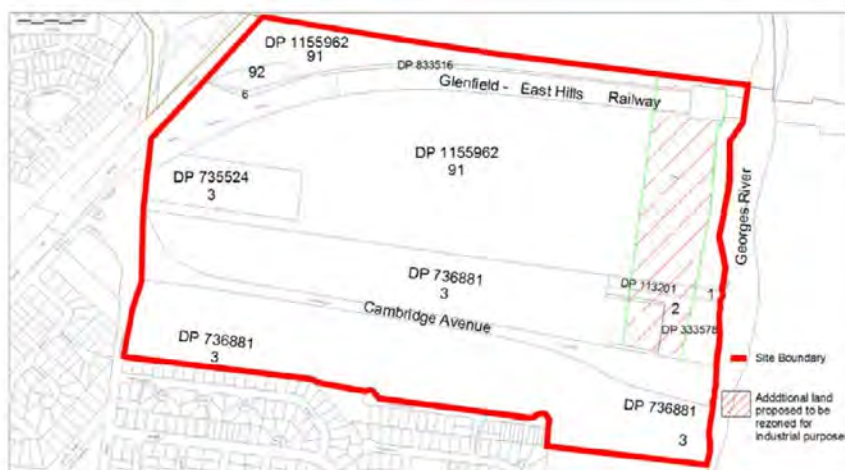 DP 1155962
91
92
6
DP 833516
Glenfield - East Hills Railway
DP 1155962
91
DP 735524
3
Georges River
DP 736881
3
DP 113201
1
2
DP 333578
Cambridge Avenue
DP 736881
3
DP 736881
3
Site Boundary
Addditional land
proposed to be
rezoned for
industrial purpose